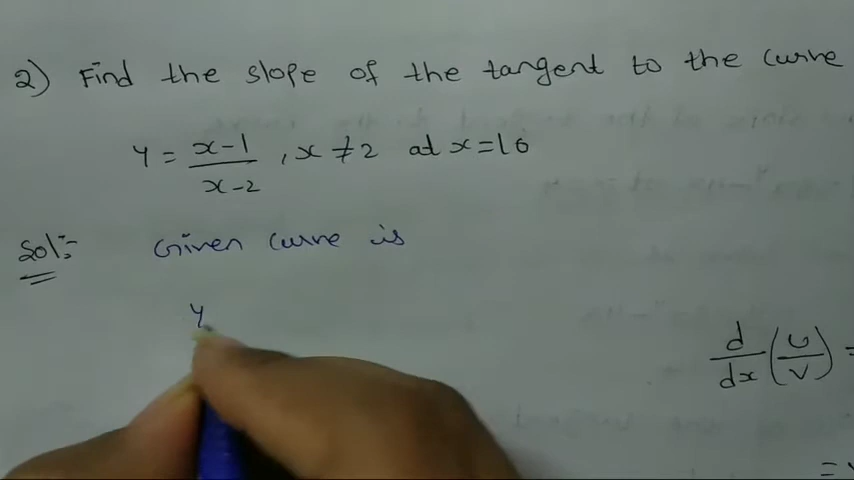 2) Find the slope of the tangent to the curve
y = x-1 / x-2 , x ≠ 2 at x = 10
Sol:- Given curve is
y
d/dx (u/v) =
=